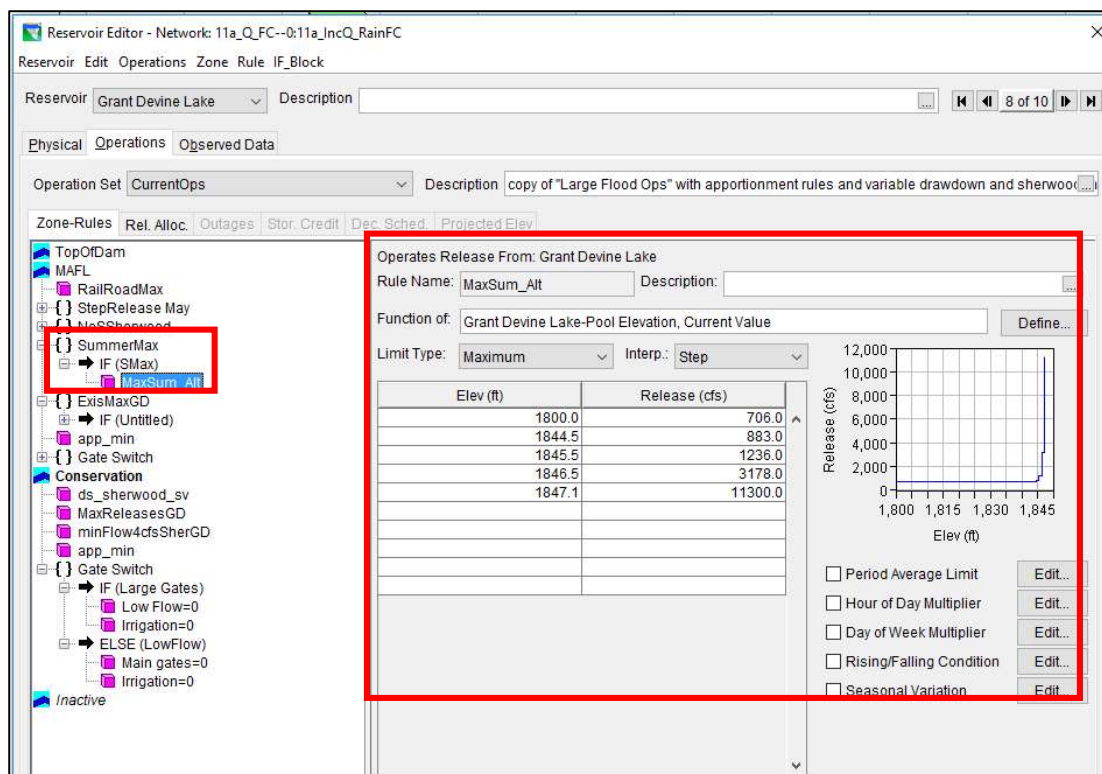 Reservoir Editor - Network: 11a_Q_FC--0:11a_IncQ_RainFC
Reservoir Edit Operations Zone Rule IF_Block
Reservoir Grant Devine Lake Description ... 8 of 10
Physical Operations Observed Data
Operation Set CurrentOps Description copy of "Large Flood Ops" with apportionment rules and variable drawdown and sherwood ...
Zone-Rules Rel. Alloc. Outages Stor. Credit Dec. Sched. Projected Elev
TopOfDam
MAFL
RailRoadMax
{ } StepRelease May
{ } NoSSherwood
{ } SummerMax
IF (SMax)
MaxSum_Alt
{ } ExisMaxGD
IF (Untitled)
app_min
{ } Gate Switch
Conservation
ds_sherwood_sv
MaxReleasesGD
minFlow4cfsSherGD
app_min
{ } Gate Switch
IF (Large Gates)
Low Flow=0
Irrigation=0
ELSE (LowFlow)
Main gates=0
Irrigation=0
Inactive
Operates Release From: Grant Devine Lake
Rule Name: MaxSum_Alt Description: ...
Function of: Grant Devine Lake-Pool Elevation, Current Value Define...
Limit Type: Maximum Interp.: Step
Elev (ft) Release (cfs)
1800.0 706.0
1844.5 883.0
1845.5 1236.0
1846.5 3178.0
1847.1 11300.0
12,000
10,000
8,000
6,000
4,000
2,000
0
Release (cfs)
1,800 1,815 1,830 1,845
Elev (ft)
Period Average Limit Edit...
Hour of Day Multiplier Edit...
Day of Week Multiplier Edit...
Rising/Falling Condition Edit...
Seasonal Variation Edit...